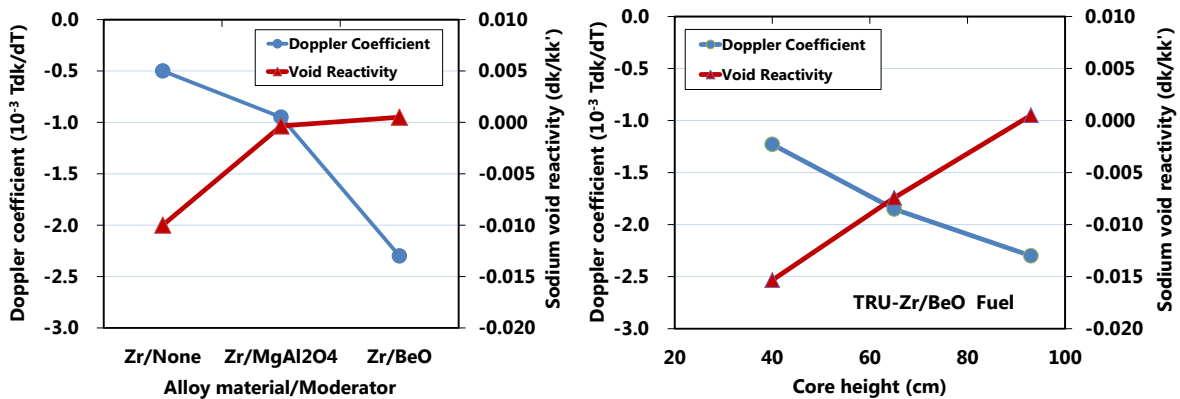 Doppler coefficient (10⁻³ Tdk/dT)
0.0
-0.5
-1.0
-1.5
-2.0
-2.5
-3.0
Doppler Coefficient
Void Reactivity
0.010
0.005
0.000
-0.005
-0.010
-0.015
-0.020
Sodium void reactivity (dk/kk')
Zr/None Zr/MgAl2O4 Zr/BeO
Alloy material/Moderator
Doppler coefficient (10⁻³ Tdk/dT)
0.0
-0.5
-1.0
-1.5
-2.0
-2.5
-3.0
Doppler Coefficient
Void Reactivity
TRU-Zr/BeO Fuel
0.010
0.005
0.000
-0.005
-0.010
-0.015
-0.020
Sodium void reactivity (dk/kk')
20 40 60 80 100
Core height (cm)